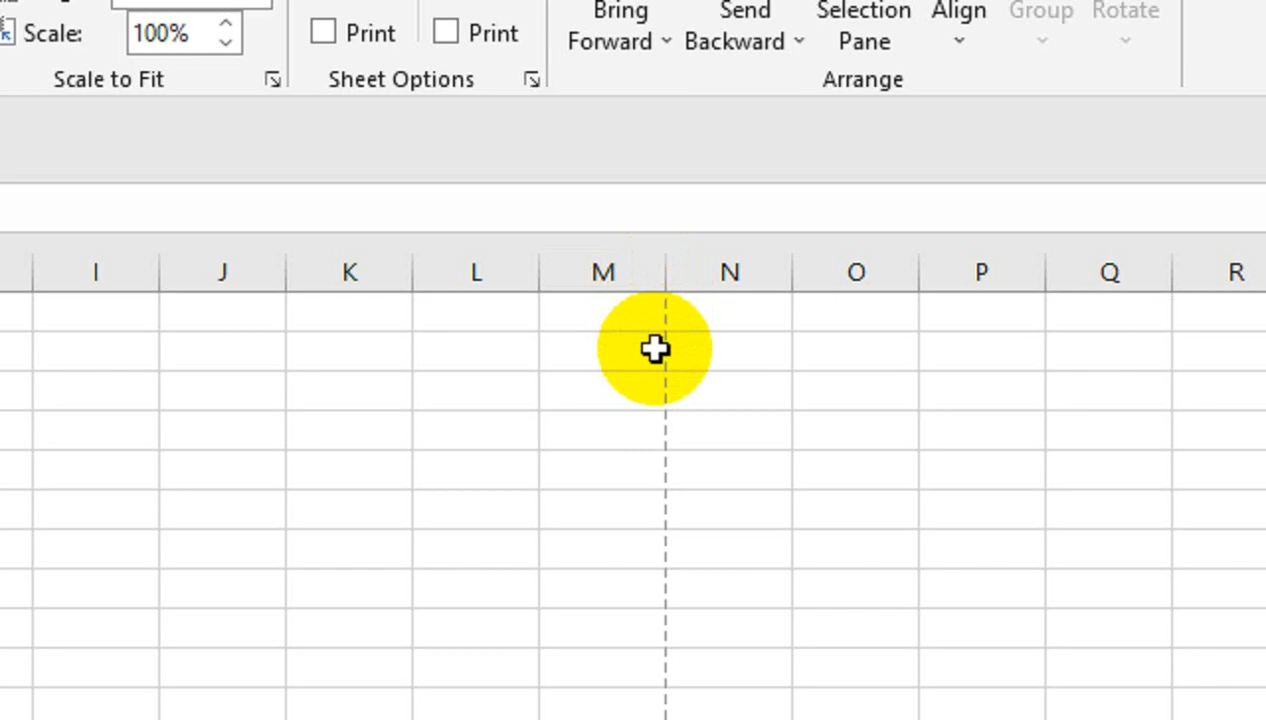 Bring Send Selection Align Group Rotate
Scale: 100% Print Print Forward Backward Pane
Scale to Fit Sheet Options Arrange
I J K L M N O P Q R